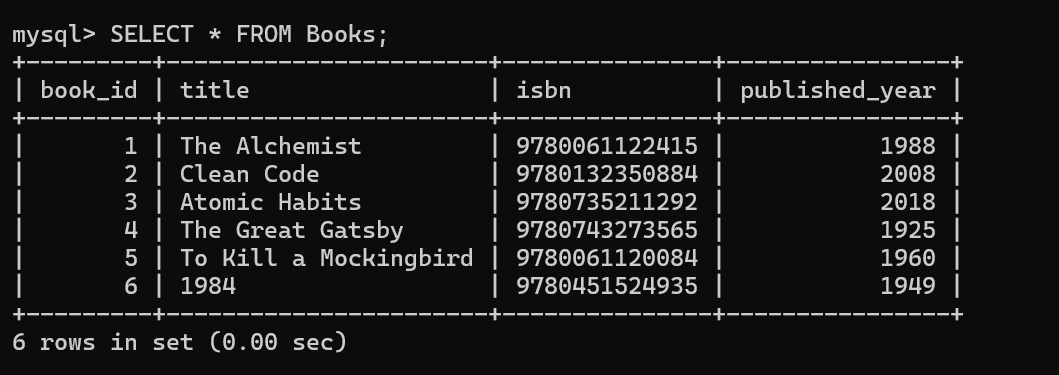 mysql> SELECT * FROM Books;
+---------+-----------------------+---------------+----------------+
| book_id | title                 | isbn          | published_year |
+---------+-----------------------+---------------+----------------+
|       1 | The Alchemist         | 9780061122415 |           1988 |
|       2 | Clean Code            | 9780132350884 |           2008 |
|       3 | Atomic Habits         | 9780735211292 |           2018 |
|       4 | The Great Gatsby      | 9780743273565 |           1925 |
|       5 | To Kill a Mockingbird | 9780061120084 |           1960 |
|       6 | 1984                  | 9780451524935 |           1949 |
+---------+-----------------------+---------------+----------------+
6 rows in set (0.00 sec)